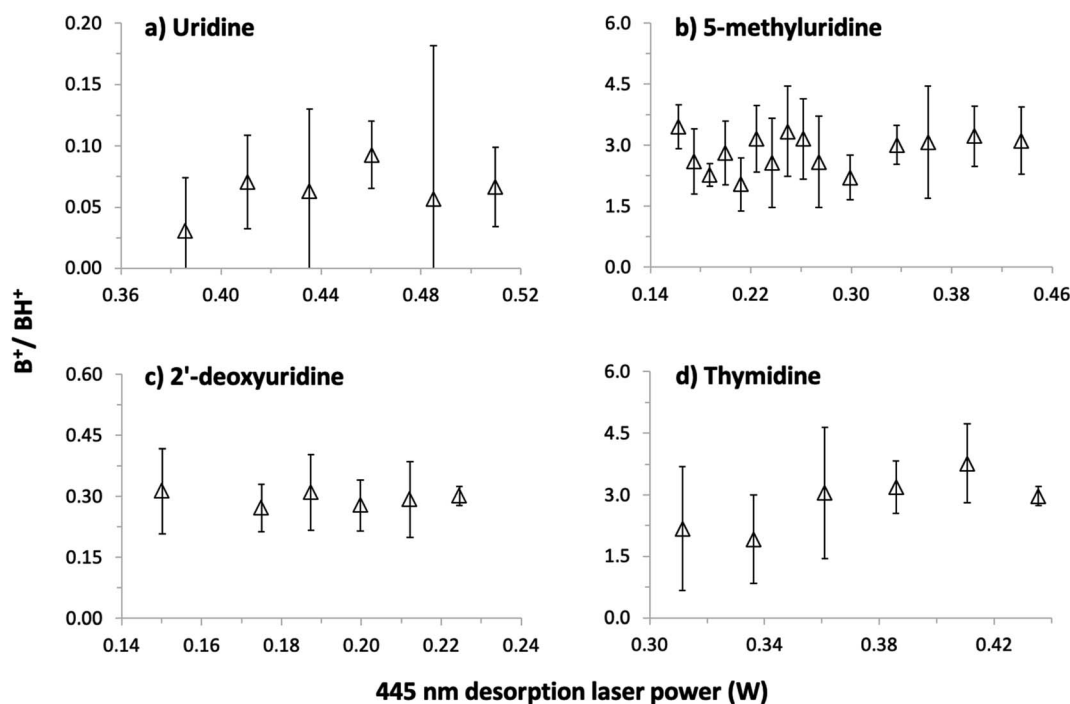 a) Uridine
0.20
0.15
0.10
0.05
0.00
0.36 0.40 0.44 0.48 0.52
b) 5-methyluridine
6.0
4.5
3.0
1.5
0.0
0.14 0.22 0.30 0.38 0.46
B⁺/ BH⁺
c) 2'-deoxyuridine
0.60
0.45
0.30
0.15
0.00
0.14 0.16 0.18 0.20 0.22 0.24
d) Thymidine
6.0
4.5
3.0
1.5
0.0
0.30 0.34 0.38 0.42
445 nm desorption laser power (W)